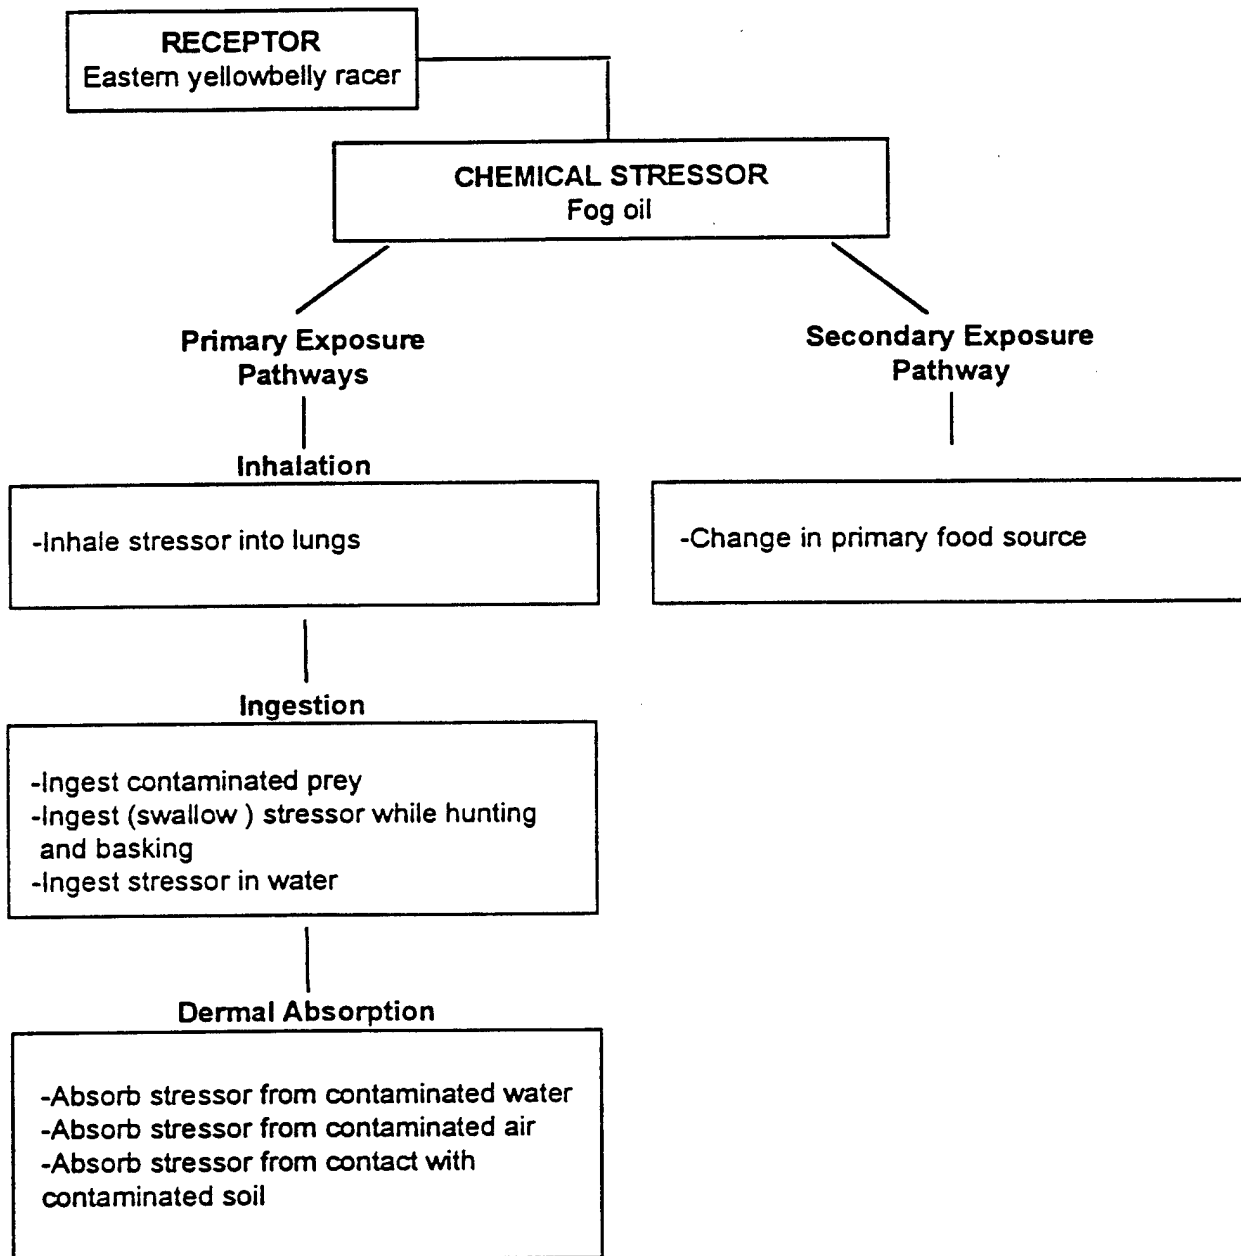 RECEPTOR
Eastern yellowbelly racer
CHEMICAL STRESSOR
Fog oil
Primary Exposure
Pathways
Secondary Exposure
Pathway
Inhalation
-Inhale stressor into lungs
-Change in primary food source
Ingestion
-Ingest contaminated prey
-Ingest (swallow ) stressor while hunting
and basking
-Ingest stressor in water
Dermal Absorption
-Absorb stressor from contaminated water
-Absorb stressor from contaminated air
-Absorb stressor from contact with
contaminated soil